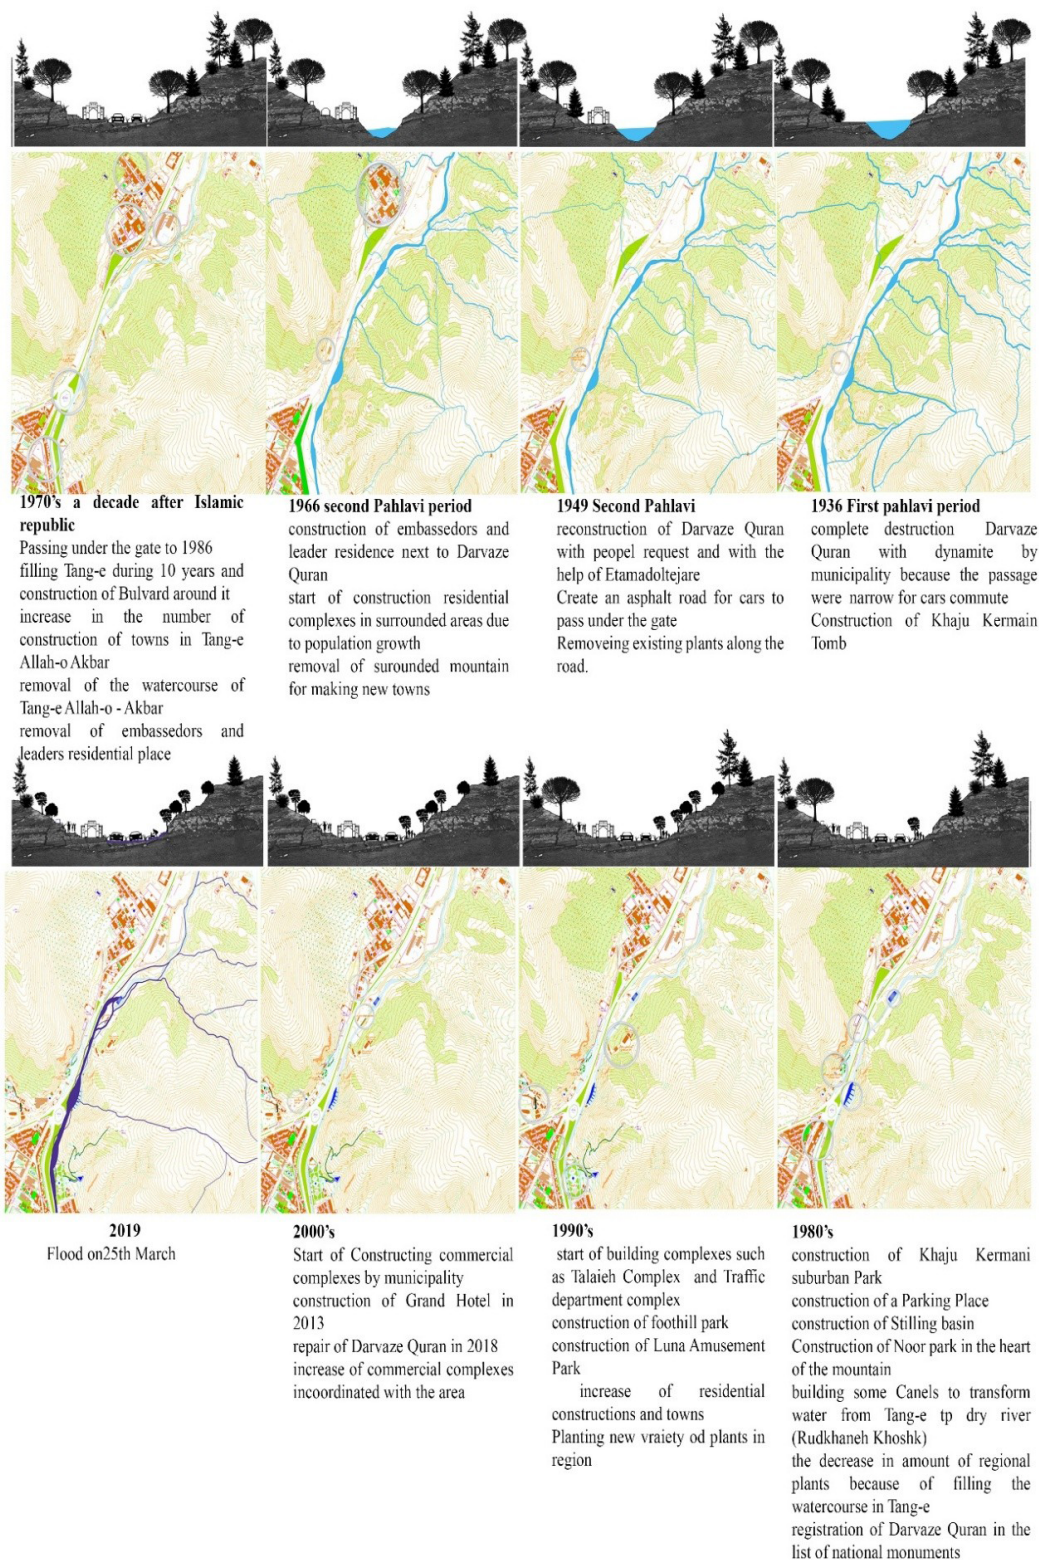 1970's a decade after Islamic
republic
Passing under the gate to 1986
filling Tang-e during 10 years and
construction of Bulvard around it
increase in the number of
construction of towns in Tang-e
Allah-o Akbar
removal of the watercourse of
Tang-e Allah-o - Akbar
removal of embassedors and
leaders residential place
1966 second Pahlavi period
construction of embassedors and
leader residence next to Darvaze
Quran
start of construction residential
complexes in surrounded areas due
to population growth
removal of surounded mountain
for making new towns
1949 Second Pahlavi
reconstruction of Darvaze Quran
with peopel request and with the
help of Etamadoltejare
Create an asphalt road for cars to
pass under the gate
Removeing existing plants along the
road.
1936 First pahlavi period
complete destruction Darvaze
Quran with dynamite by
municipality because the passage
were narrow for cars commute
Construction of Khaju Kermain
Tomb
2019
Flood on25th March
2000's
Start of Constructing commercial
complexes by municipality
construction of Grand Hotel in
2013
repair of Darvaze Quran in 2018
increase of commercial complexes
incoordinated with the area
1990's
start of building complexes such
as Talaieh Complex and Traffic
department complex
construction of foothill park
construction of Luna Amusement
Park
increase of residential
constructions and towns
Planting new vraiety od plants in
region
1980's
construction of Khaju Kermani
suburban Park
construction of a Parking Place
construction of Stilling basin
Construction of Noor park in the heart
of the mountain
building some Canels to transform
water from Tang-e tp dry river
(Rudkhaneh Khoshk)
the decrease in amount of regional
plants because of filling the
watercourse in Tang-e
registration of Darvaze Quran in the
list of national monuments